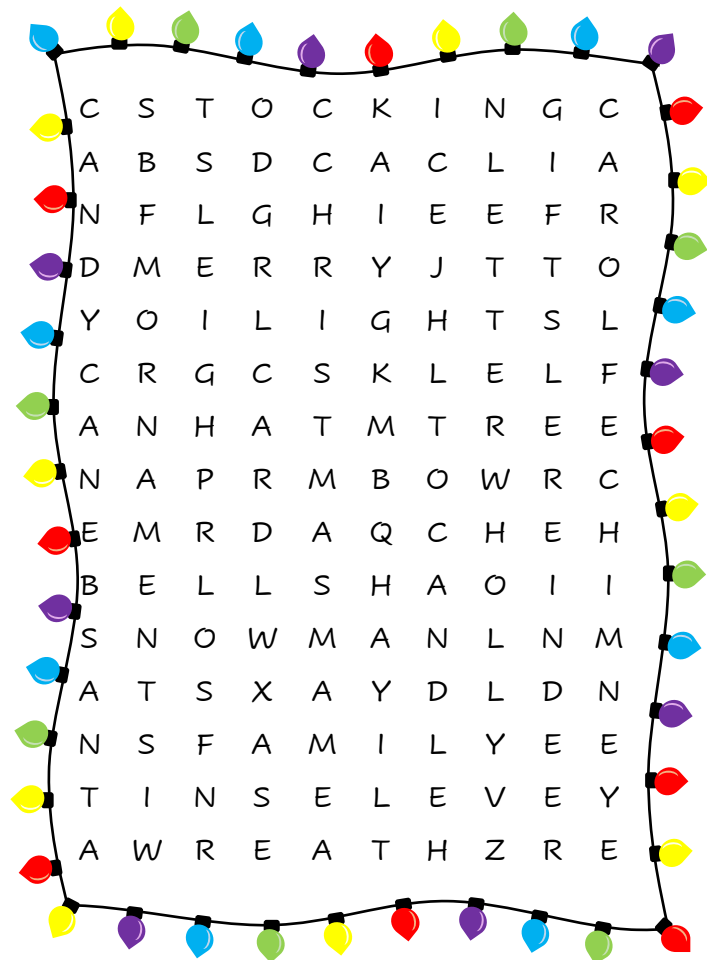 C S T O C K I N G C
A B S D C A C L I A
N F L G H I E E F R
D M E R R Y J T T O
Y O I L I G H T S L
C R G C S K L E L F
A N H A T M T R E E
N A P R M B O W R C
E M R D A Q C H E H
B E L L S H A O I I
S N O W M A N L N M
A T S X A Y D L D N
N S F A M I L Y E E
T I N S E L E V E Y
A W R E A T H Z R E